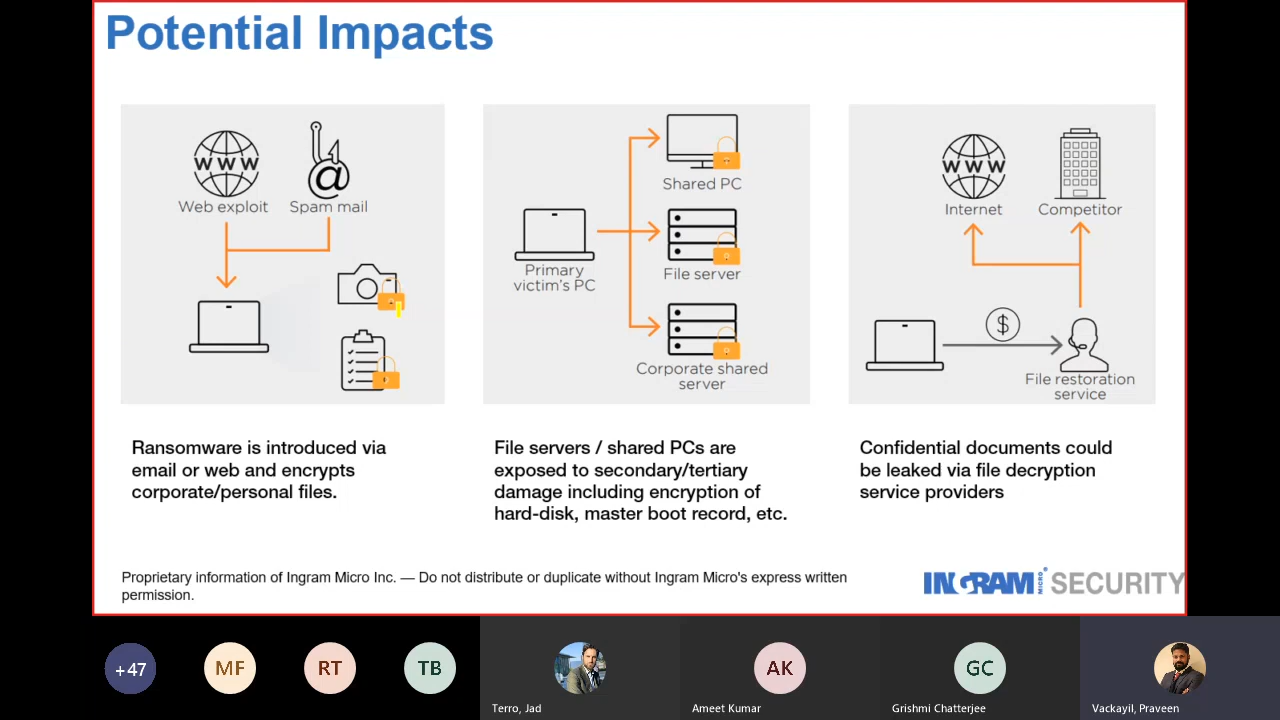 Potential Impacts
WWW
Web exploit
@
Spam mail
Ransomware is introduced via
email or web and encrypts
corporate/personal files.
Primary
victim's PC
Shared PC
File server
Corporate shared
server
File servers / shared PCs are
exposed to secondary/tertiary
damage including encryption of
hard-disk, master boot record, etc.
WWW
Internet
Competitor
$
File restoration
service
Confidential documents could
be leaked via file decryption
service providers
Proprietary information of Ingram Micro Inc. — Do not distribute or duplicate without Ingram Micro's express written
permission.
INGRAM MICRO® SECURITY
+47
MF
RT
TB
Terro, Jad
AK
Ameet Kumar
GC
Grishmi Chatterjee
Vackayil, Praveen